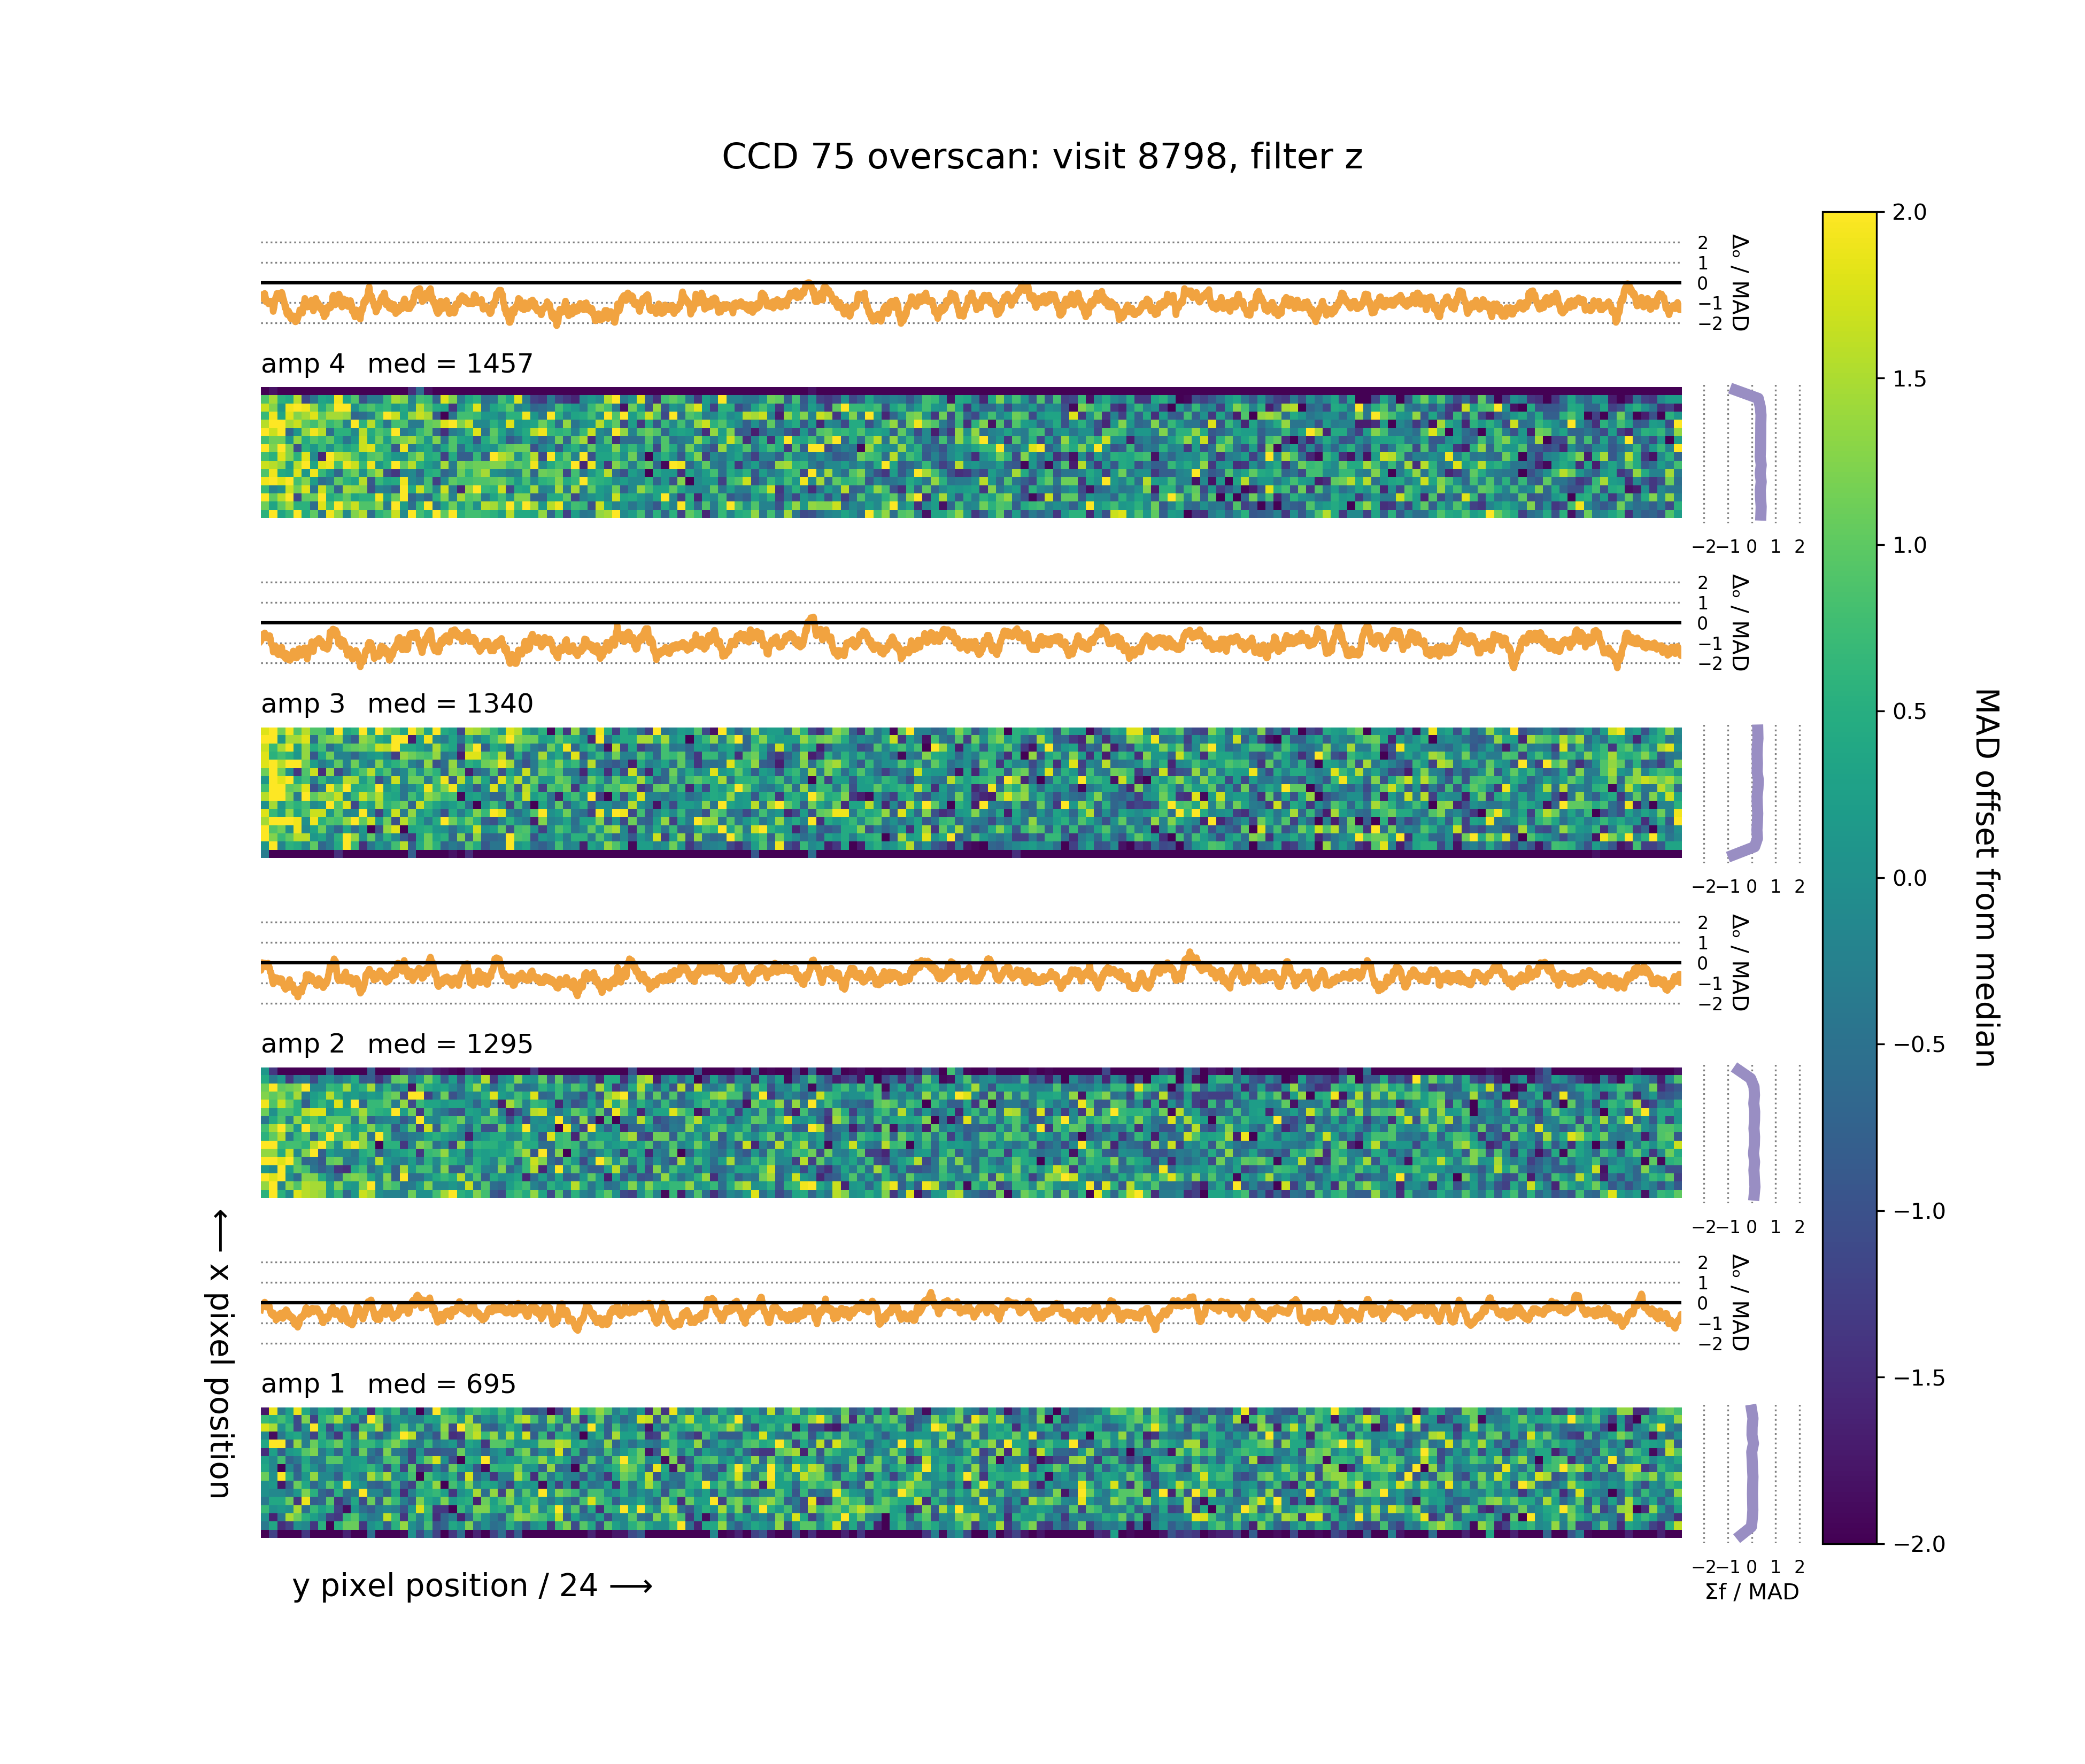 CCD 75 overscan: visit 8798, filter z
2
1
0
−1
−2
Δₒ / MAD
amp 4 med = 1457
−2 −1 0 1 2
2
1
0
−1
−2
Δₒ / MAD
amp 3 med = 1340
−2 −1 0 1 2
2
1
0
−1
−2
Δₒ / MAD
amp 2 med = 1295
−2 −1 0 1 2
2
1
0
−1
−2
Δₒ / MAD
amp 1 med = 695
−2 −1 0 1 2
Σf / MAD
y pixel position / 24 ⟶
⟵ x pixel position
2.0
1.5
1.0
0.5
0.0
−0.5
−1.0
−1.5
−2.0
MAD offset from median